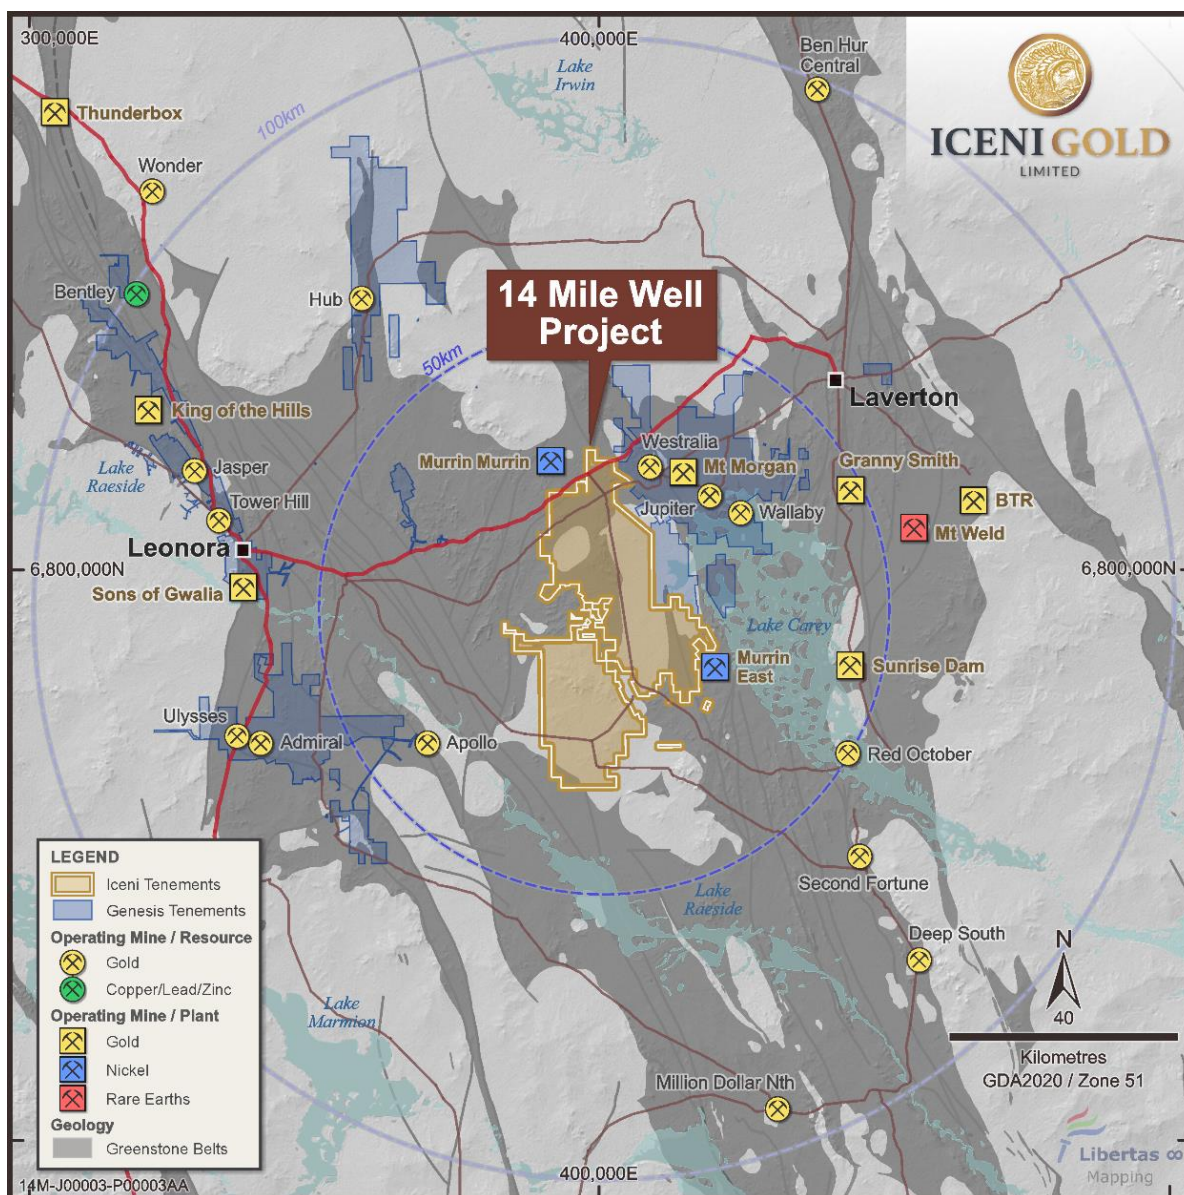 300,000E
400,000E
Ben Hur
Central
Lake
Irwin
ICENI GOLD
LIMITED
100km
Thunderbox
Wonder
Bentley
Hub
14 Mile Well
Project
50km
Laverton
King of the Hills
Westralia
Murrin Murrin
Mt Morgan
Granny Smith
Lake
Raeside
Jasper
Tower Hill
Jupiter
Wallaby
BTR
Mt Weld
Leonora
6,800,000N
6,800,000N
Sons of Gwalia
Lake Carey
Murrin
East
Sunrise Dam
Ulysses
Admiral
Apollo
Red October
Second Fortune
Lake
Raeside
Deep South
N
40
Kilometres
GDA2020 / Zone 51
Lake
Marmion
Million Dollar Nth
LEGEND
Iceni Tenements
Genesis Tenements
Operating Mine / Resource
Gold
Copper/Lead/Zinc
Operating Mine / Plant
Gold
Nickel
Rare Earths
Geology
Greenstone Belts
Libertas
Mapping
400,000E
14M-J00003-P00003AA